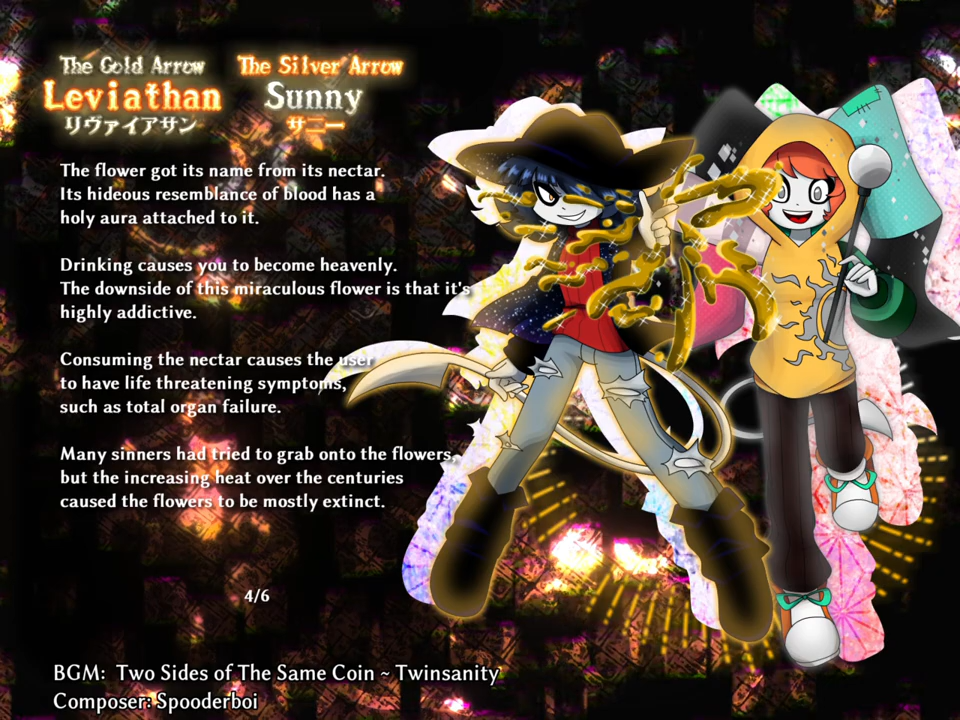 The Gold Arrow
Leviathan
リヴァイアサン
The Silver Arrow
Sunny
サニー
The flower got its name from its nectar.
Its hideous resemblance of blood has a
holy aura attached to it.
Drinking causes you to become heavenly.
The downside of this miraculous flower is that it's
highly addictive.
Consuming the nectar causes the user
to have life threatening symptoms,
such as total organ failure.
Many sinners had tried to grab onto the flowers,
but the increasing heat over the centuries
caused the flowers to be mostly extinct.
4/6
BGM: Two Sides of The Same Coin ~ Twinsanity
Composer: Spooderboi